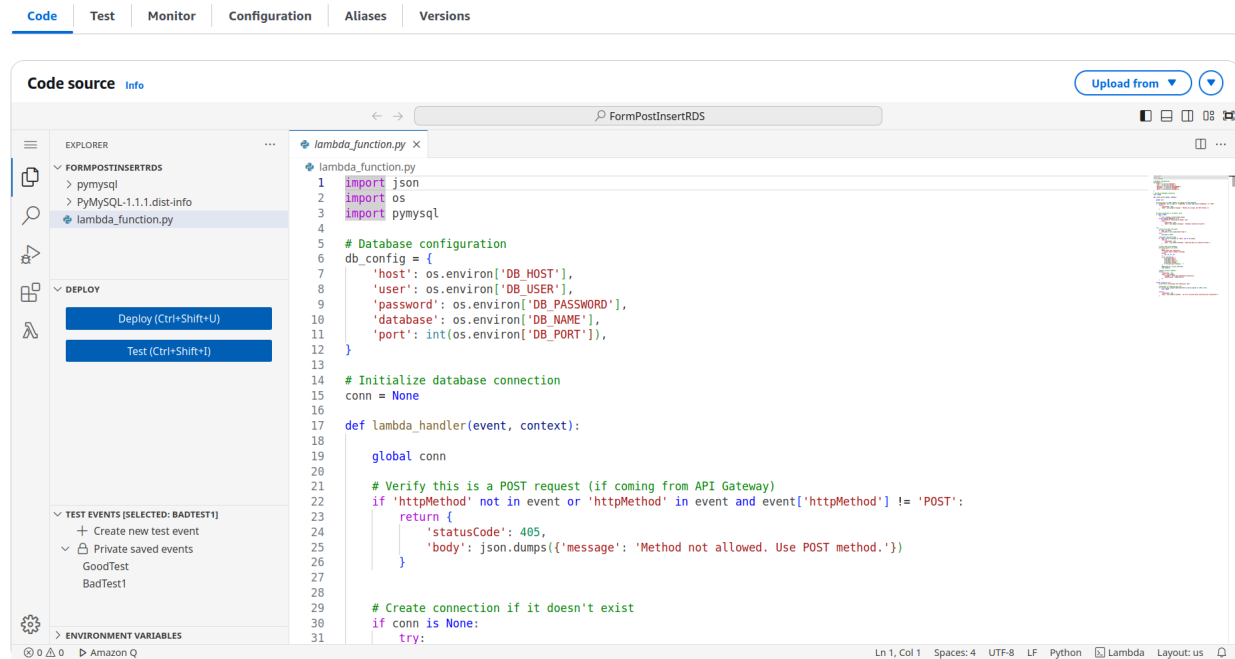 Code Test Monitor Configuration Aliases Versions
Code source Info
Upload from
FormPostInsertRDS
EXPLORER
FORMPOSTINSERTRDS
pymysql
PyMySQL-1.1.1.dist-info
lambda_function.py
DEPLOY
Deploy (Ctrl+Shift+U)
Test (Ctrl+Shift+I)
TEST EVENTS [SELECTED: BADTEST1]
Create new test event
Private saved events
GoodTest
BadTest1
ENVIRONMENT VARIABLES
lambda_function.py
lambda_function.py
1 import json
2 import os
3 import pymysql
4
5 # Database configuration
6 db_config = {
7     'host': os.environ['DB_HOST'],
8     'user': os.environ['DB_USER'],
9     'password': os.environ['DB_PASSWORD'],
10     'database': os.environ['DB_NAME'],
11     'port': int(os.environ['DB_PORT']),
12 }
13
14 # Initialize database connection
15 conn = None
16
17 def lambda_handler(event, context):
18
19     global conn
20
21     # Verify this is a POST request (if coming from API Gateway)
22     if 'httpMethod' not in event or 'httpMethod' in event and event['httpMethod'] != 'POST':
23         return {
24             'statusCode': 405,
25             'body': json.dumps({'message': 'Method not allowed. Use POST method.'})
26         }
27
28
29     # Create connection if it doesn't exist
30     if conn is None:
31         try:
0 0 Amazon Q Ln 1, Col 1 Spaces: 4 UTF-8 LF Python Lambda Layout: us